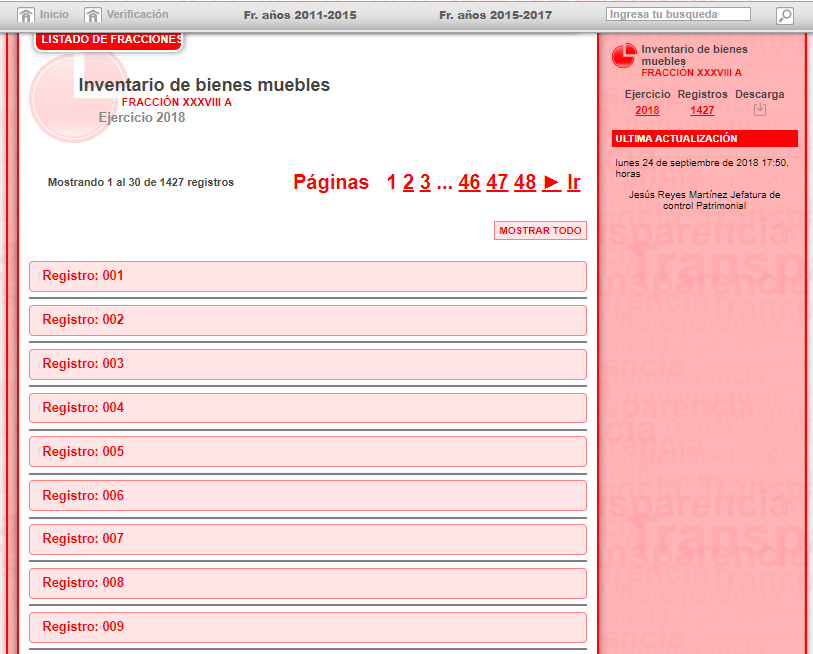 Inicio Verificación Fr. años 2011-2015 Fr. años 2015-2017 Ingresa tu busqueda
LISTADO DE FRACCIONES
Inventario de bienes muebles
FRACCIÓN XXXVIII A
Ejercicio 2018
Mostrando 1 al 30 de 1427 registros
Páginas 1 2 3 ... 46 47 48 ► Ir
MOSTRAR TODO
Registro: 001
Registro: 002
Registro: 003
Registro: 004
Registro: 005
Registro: 006
Registro: 007
Registro: 008
Registro: 009
Inventario de bienes
muebles
FRACCIÓN XXXVIII A
Ejercicio Registros Descarga
2018 1427
ULTIMA ACTUALIZACIÓN
lunes 24 de septiembre de 2018 17:50,
horas
Jesús Reyes Martínez Jefatura de
control Patrimonial